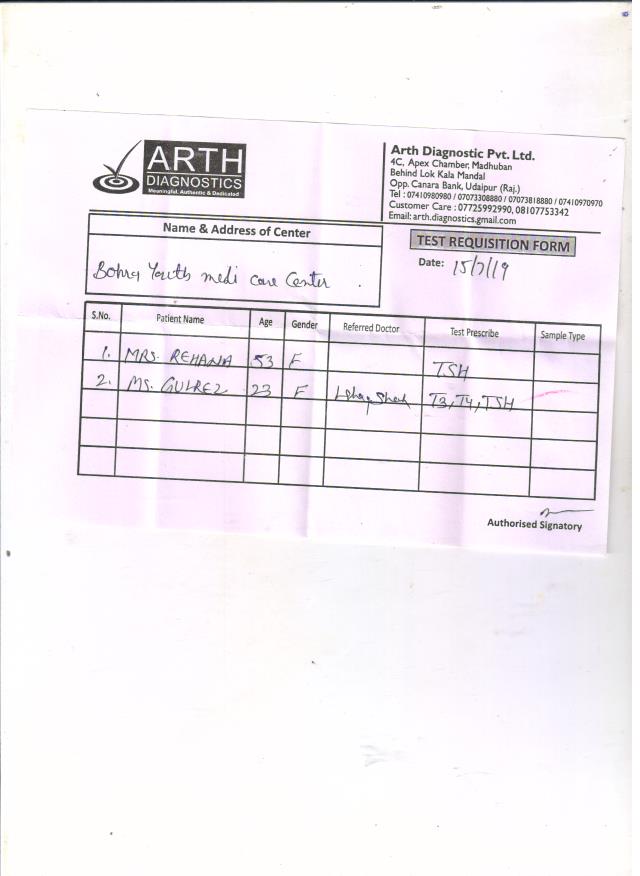 ARTH
DIAGNOSTICS
Meaningful, Authentic & Dedicated
Arth Diagnostic Pvt. Ltd.
4C, Apex Chamber, Madhuban
Behind Lok Kala Mandal
Opp. Canara Bank, Udaipur (Raj.)
Tel : 07410980980 / 07073308880 / 07073818880 / 07410970970
Customer Care : 07725992990, 08107753342
Email: arth.diagnostics.gmail.com
Name & Address of Center
Bohra Youth medi care Center
TEST REQUISITION FORM
Date: 15/7/19
S.No. Patient Name Age Gender Referred Doctor Test Prescribe Sample Type
1. MRS. REHANA 53 F TSH
2. MS. GULREZ 23 F T3, T4, TSH
Authorised Signatory